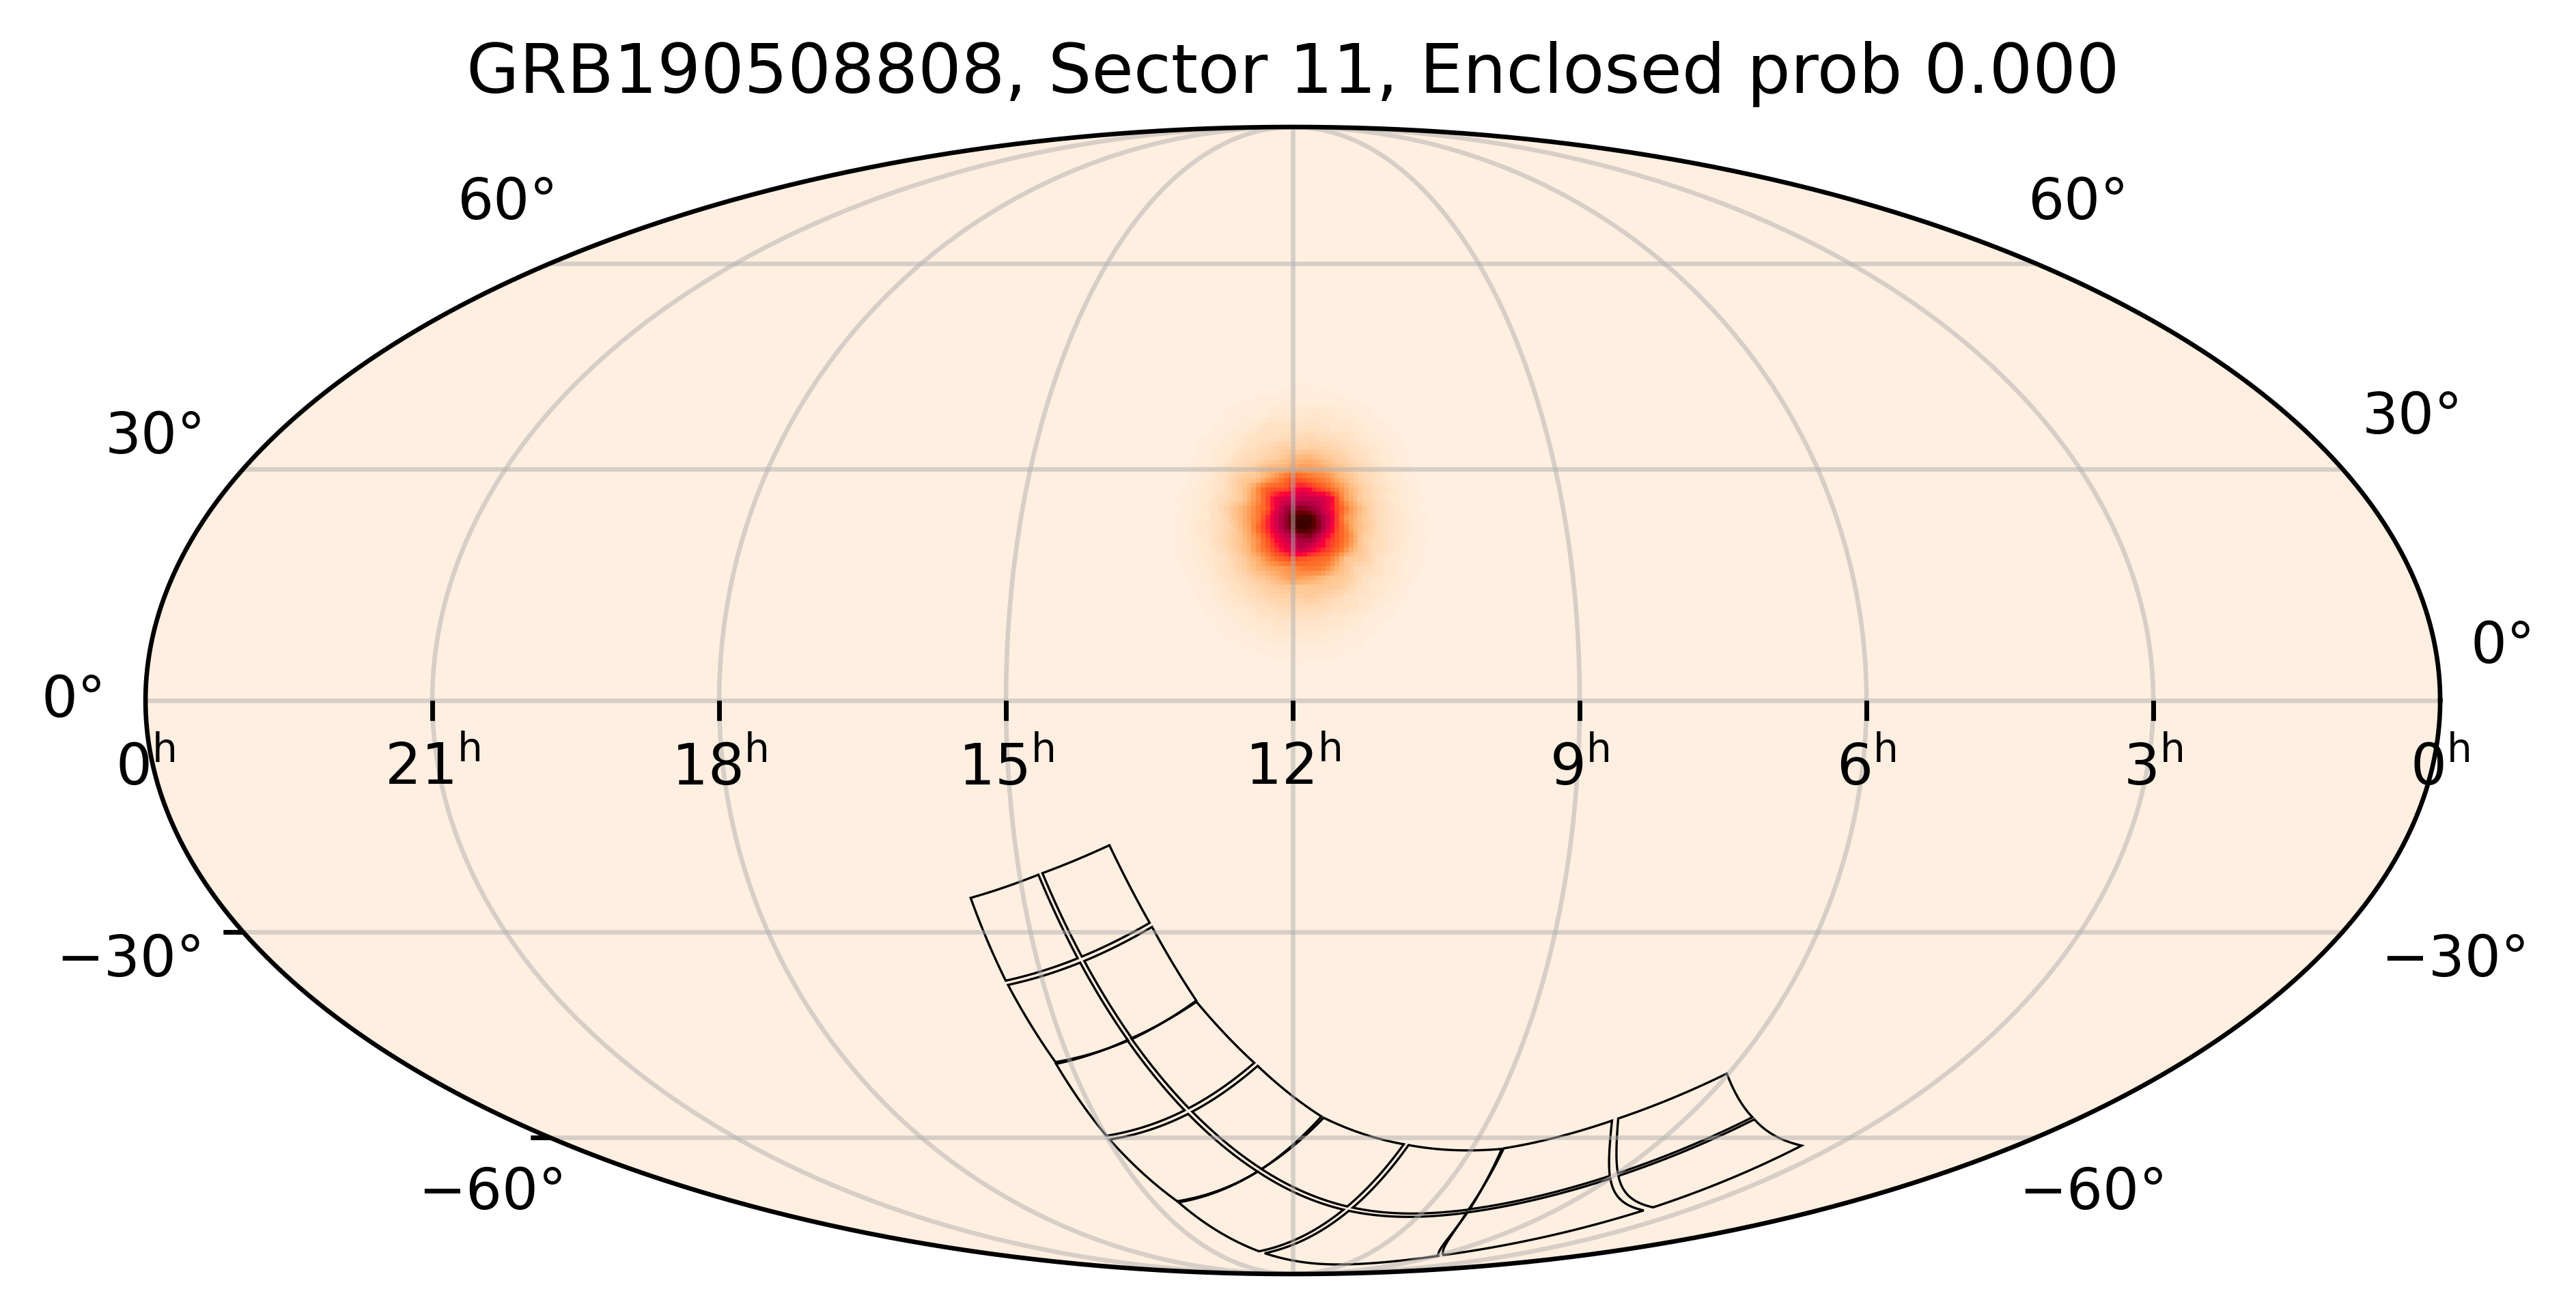 GRB190508808, Sector 11, Enclosed prob 0.000
60° 60°
30° 30°
0° 0°
0h 21h 18h 15h 12h 9h 6h 3h 0h
−30° −30°
−60° −60°